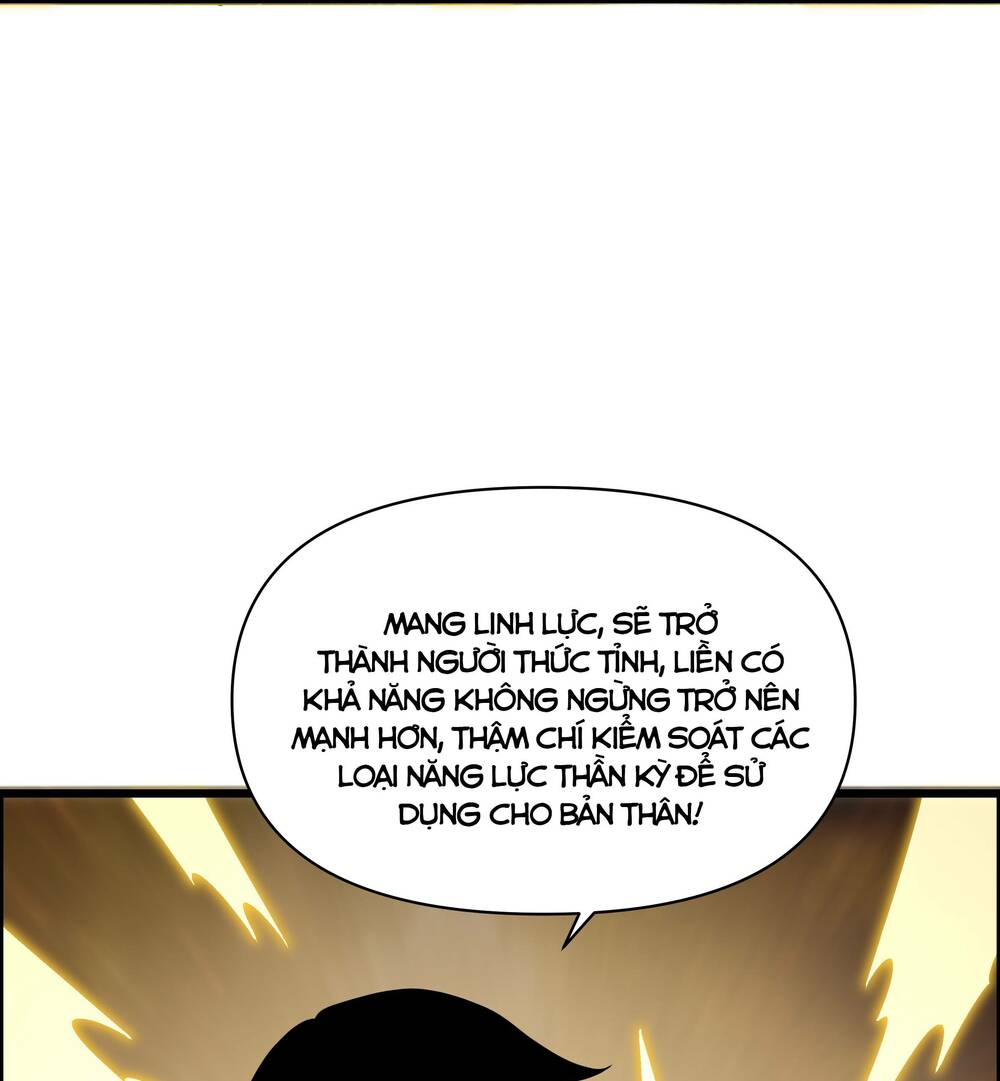 MANG LINH LỰC, SẼ TRỞ
THÀNH NGƯỜI THỨC TỈNH, LIỀN CÓ
KHẢ NĂNG KHÔNG NGỪNG TRỞ NÊN
MẠNH HƠN, THẬM CHÍ KIỂM SOÁT CÁC
LOẠI NĂNG LỰC THẦN KỲ ĐỂ SỬ
DỤNG CHO BẢN THÂN!